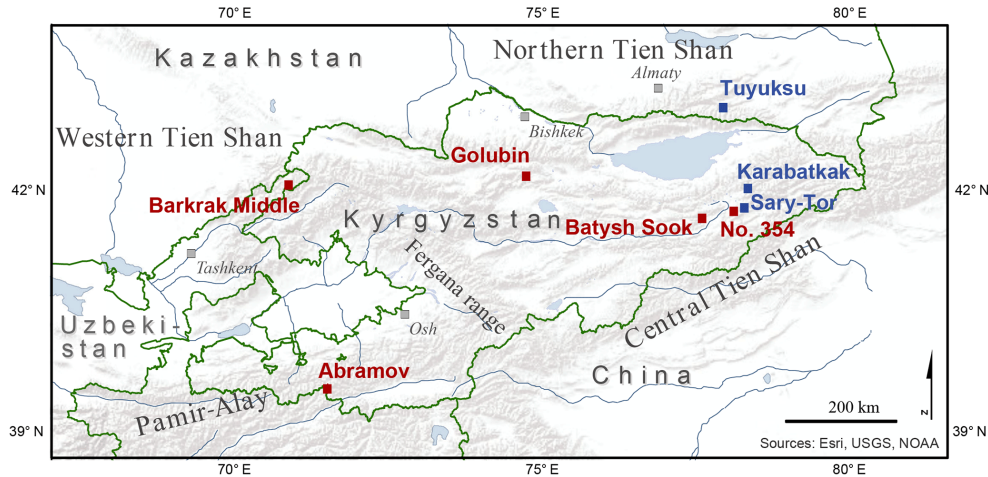 70° E 75° E 80° E
Kazakhstan
Northern Tien Shan
Almaty
Tuyuksu
Western Tien Shan
Bishkek
Golubin
Karabatkak
42° N 42° N
Barkrak Middle
Sary-Tor
Kyrgyzstan
Batysh Sook
No. 354
Tashkent
Fergana range
Central Tien Shan
Uzbeki-
stan
Osh
Abramov
China
Pamir-Alay
200 km
N
39° N 39° N
Sources: Esri, USGS, NOAA
70° E 75° E 80° E